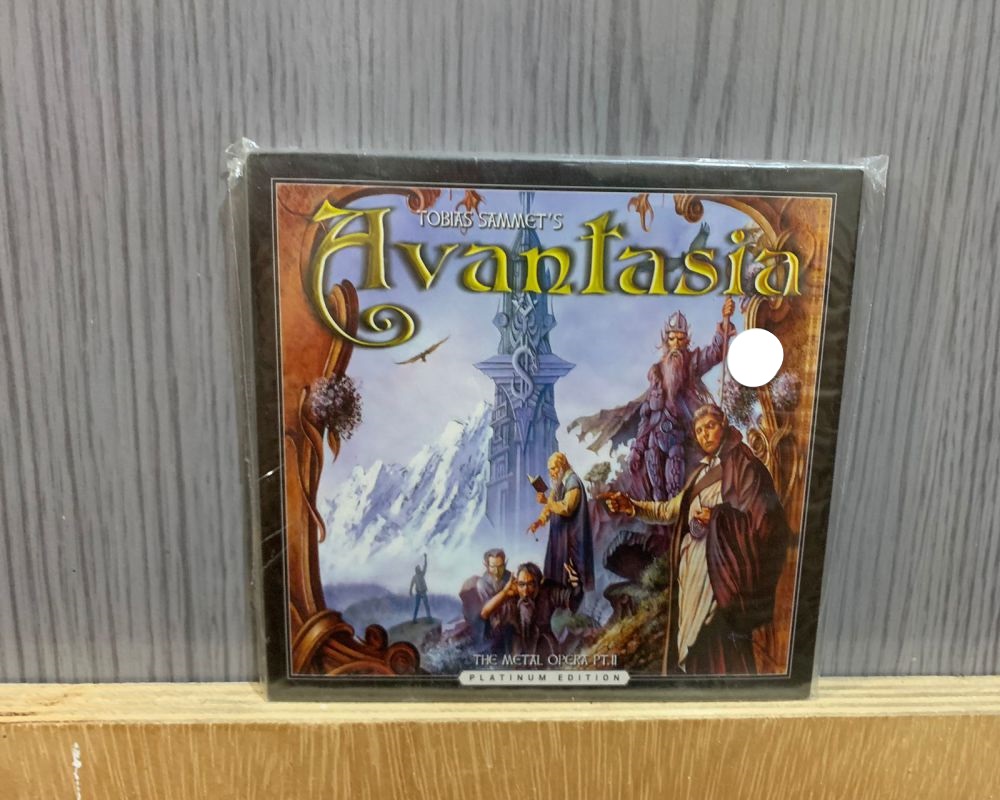 TOBIAS SAMMET'S
Avantasia
THE METAL OPERA PT.II
PLATINUM EDITION